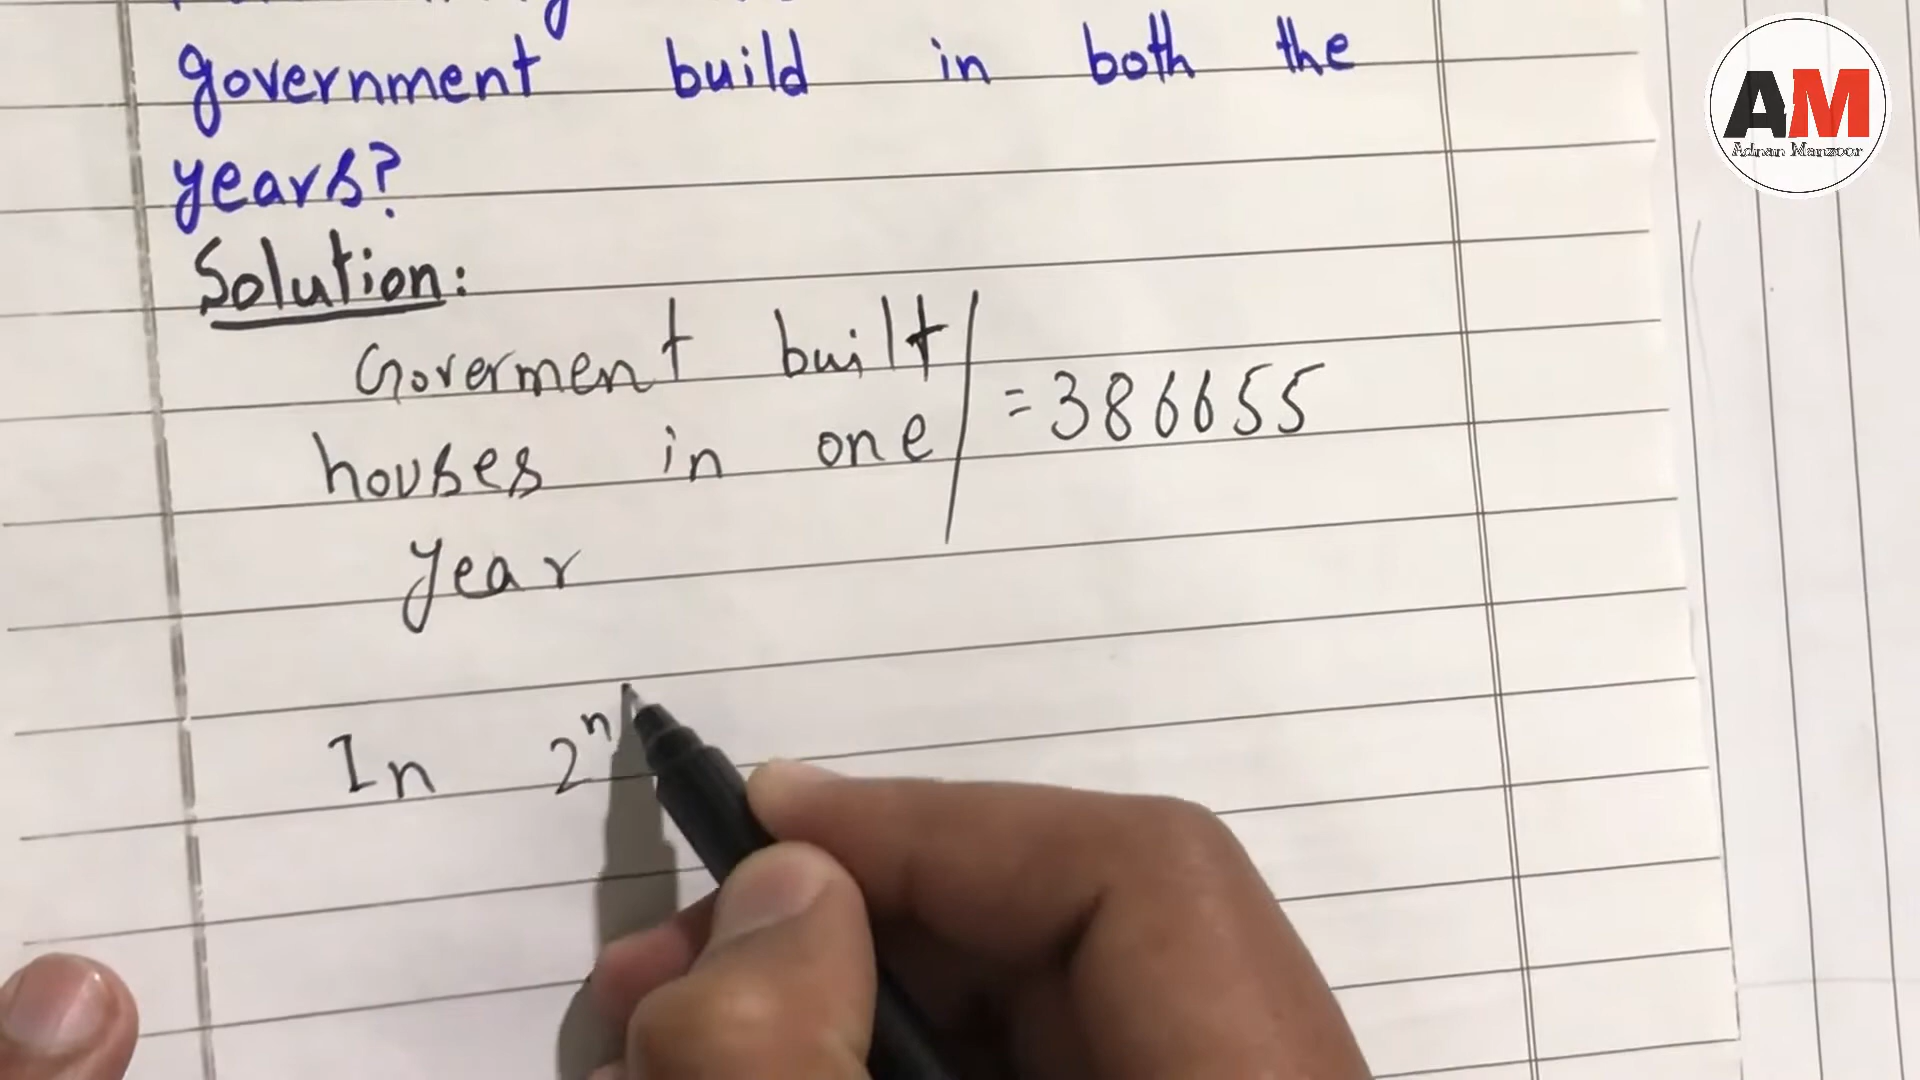 government build in both the
years?
Solution:
Goverment built
houses in one = 386655
year
In 2n
AM
Adnan Manzoor